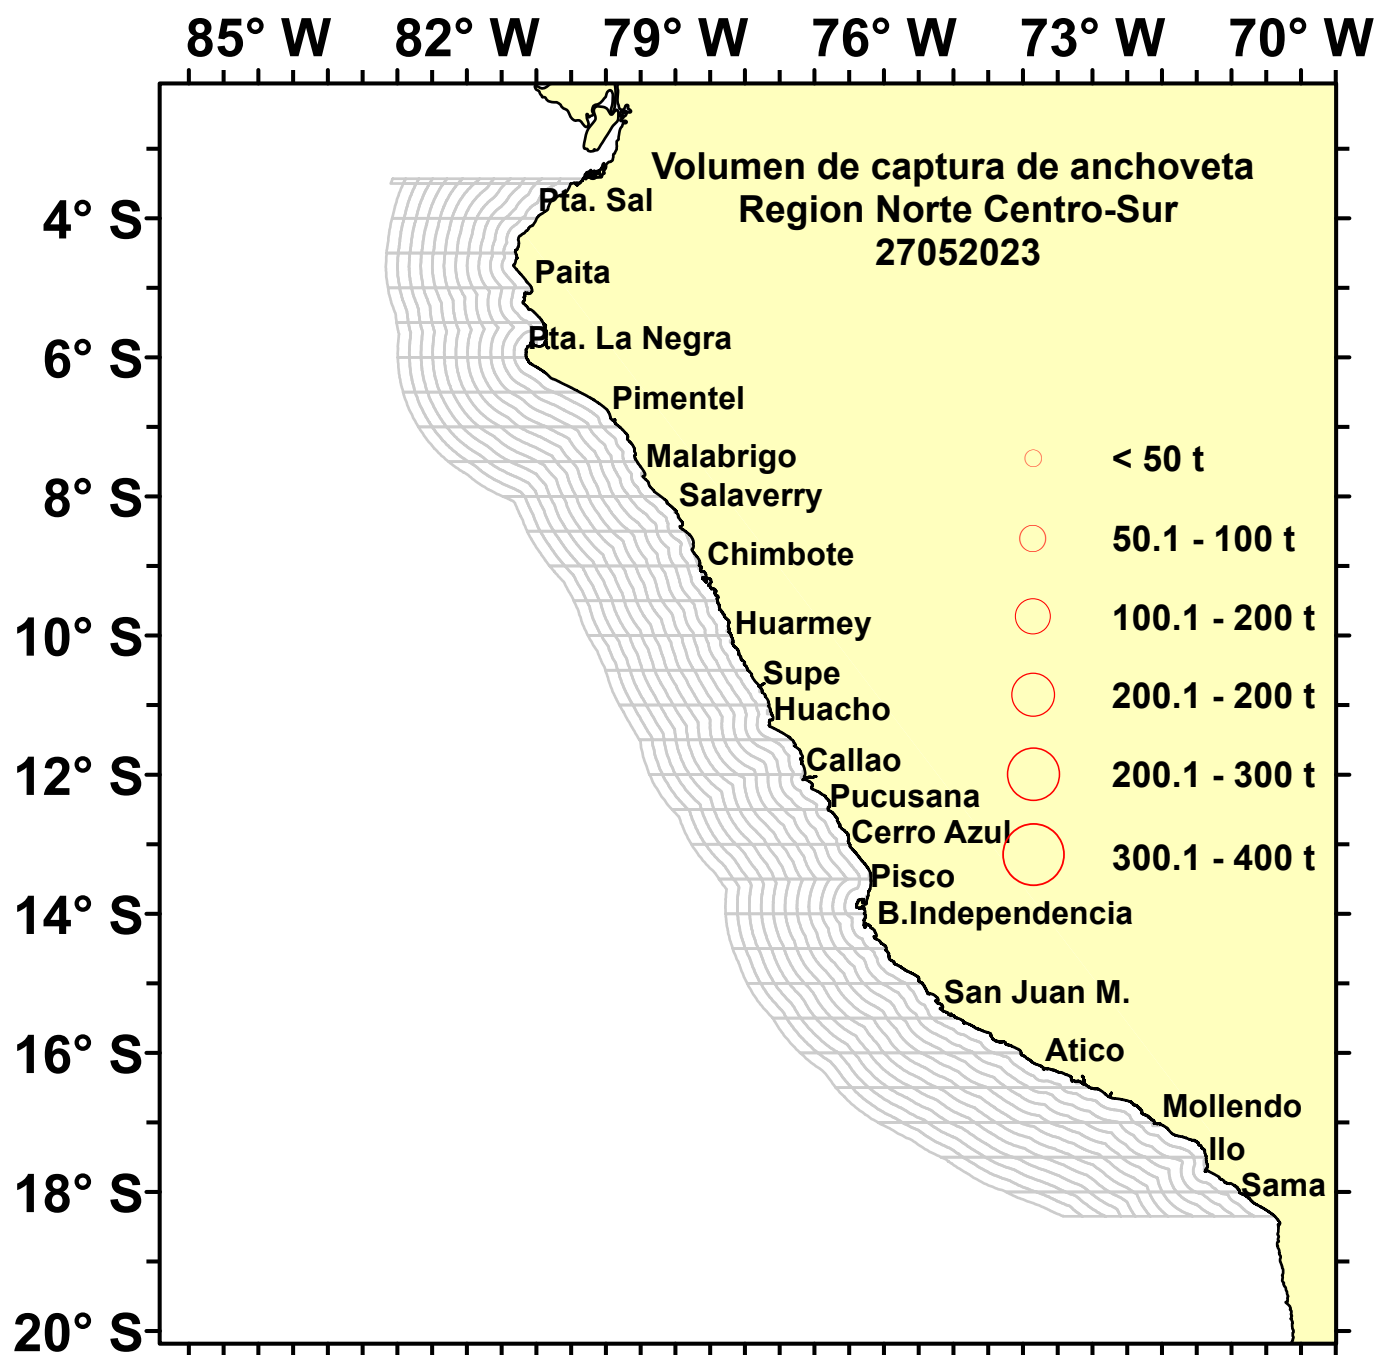 85° W 82° W 79° W 76° W 73° W 70° W
Volumen de captura de anchoveta
Region Norte Centro-Sur
27052023
4° S
6° S
8° S
10° S
12° S
14° S
16° S
18° S
20° S
Pta. Sal
Paita
Pta. La Negra
Pimentel
Malabrigo
Salaverry
Chimbote
Huarmey
Supe
Huacho
Callao
Pucusana
Cerro Azul
Pisco
B.Independencia
San Juan M.
Atico
Mollendo
Ilo
Sama
< 50 t
50.1 - 100 t
100.1 - 200 t
200.1 - 200 t
200.1 - 300 t
300.1 - 400 t